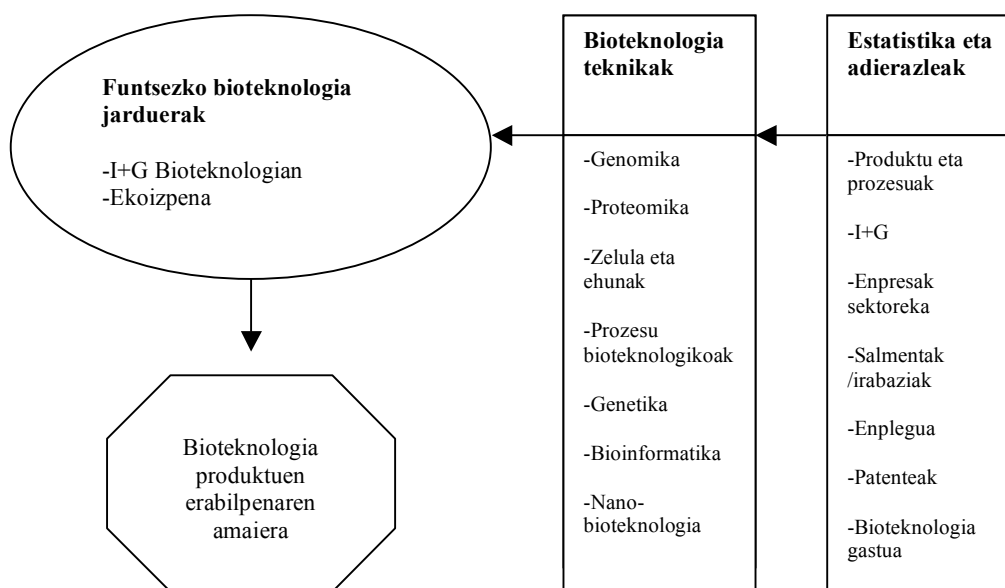 Funtsezko bioteknologia
jarduerak
-I+G Bioteknologian
-Ekoizpena
Bioteknologia
produktuen
erabilpenaren
amaiera
Bioteknologia
teknikak
-Genomika
-Proteomika
-Zelula eta
ehunak
-Prozesu
bioteknologikoak
-Genetika
-Bioinformatika
-Nano-
bioteknologia
Estatistika eta
adierazleak
-Produktu eta
prozesuak
-I+G
-Enpresak
sektoreka
-Salmentak
/irabaziak
-Enplegua
-Patenteak
-Bioteknologia
gastua